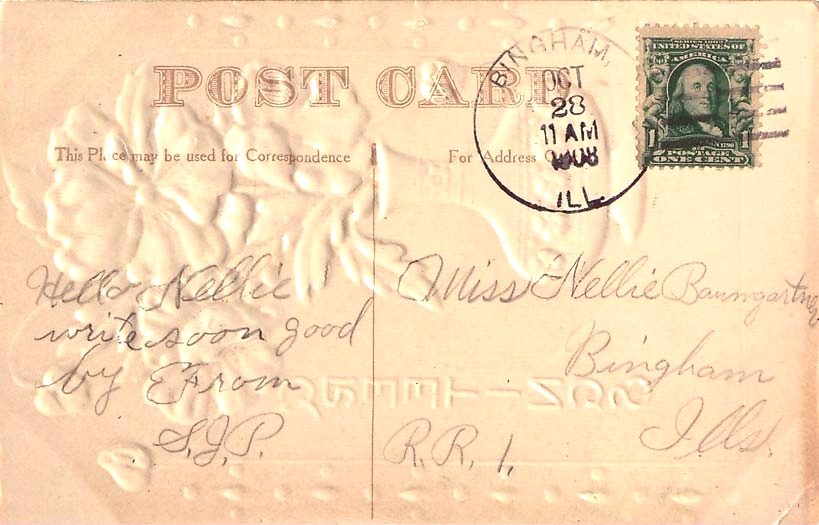 POST CARD
BINGHAM,
OCT
28
11 AM
1908
ILL.
SERIES 1902
UNITED STATES OF
AMERICA
1 1
POSTAGE
ONE CENT
This Place may be used for Correspondence
For Address
Hello Nellie
write soon good
by From
S.J.P.
Miss Nellie Baumgartner
Bingham
Ills.
R.R. 1.